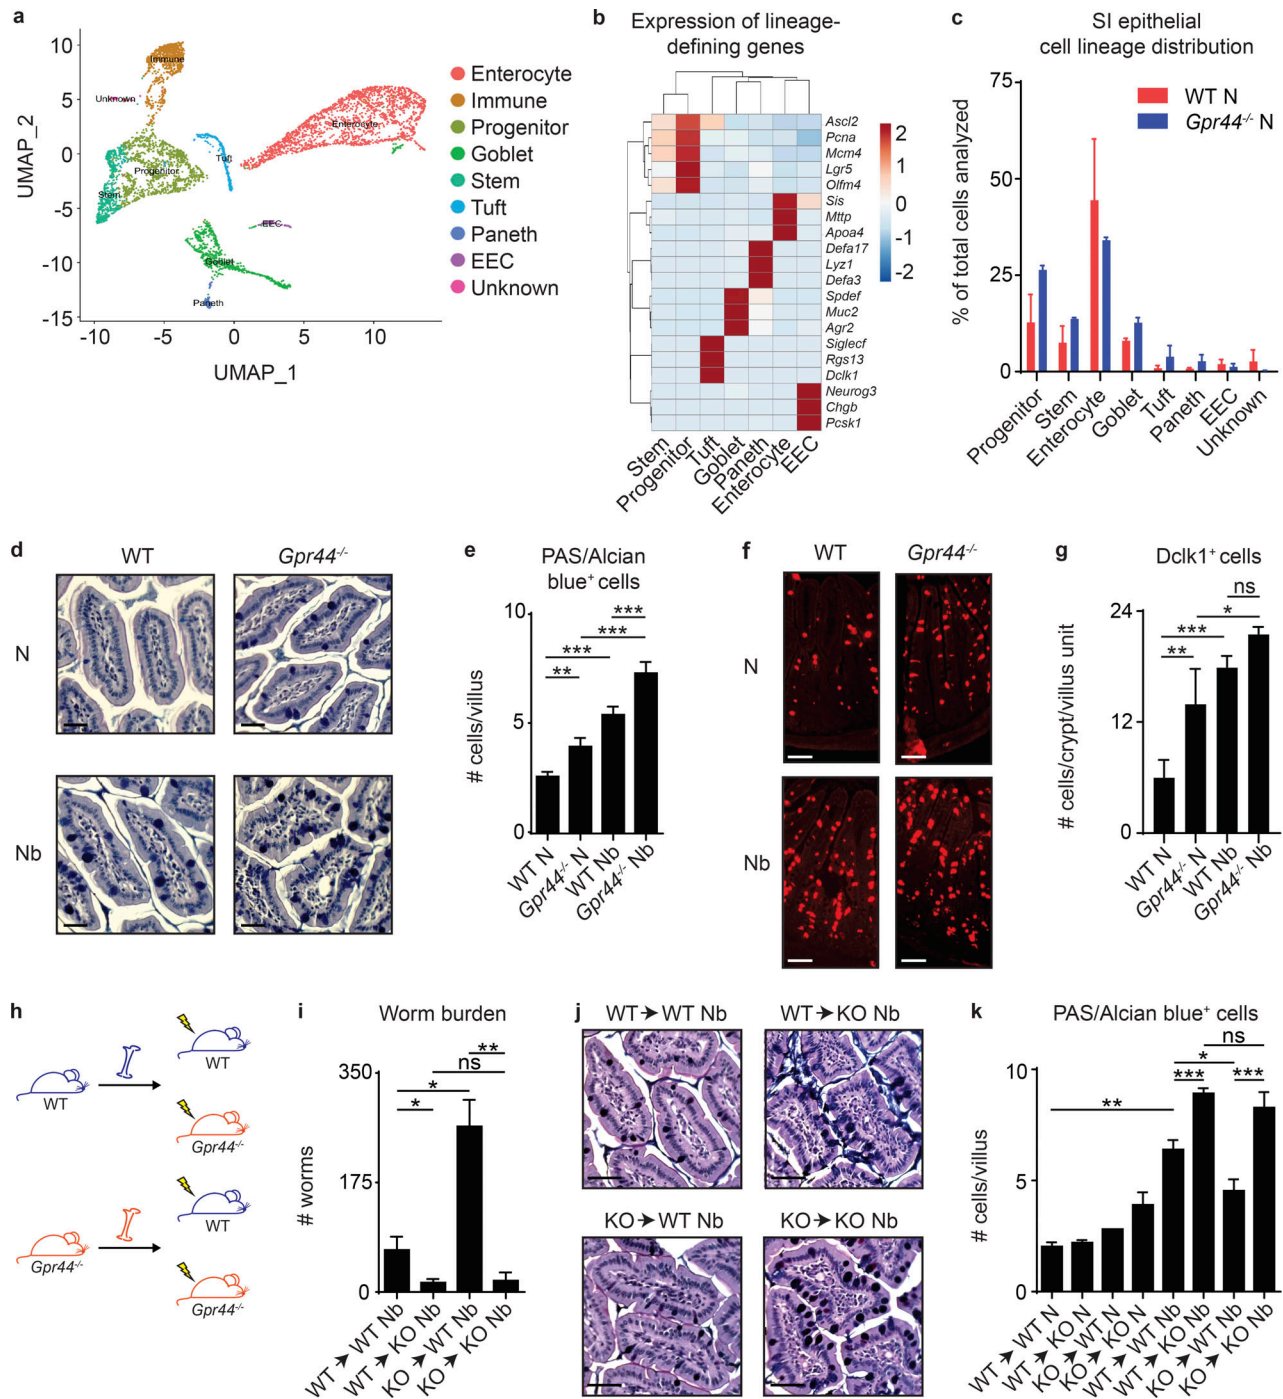 a
UMAP_2
10
5
0
-5
-10
-15
-10
-5
0
5
10
UMAP_1
Immune
Unknown
Enterocyte
Tuft
Progenitor
Stem
EEC
Goblet
Paneth
Enterocyte
Immune
Progenitor
Goblet
Stem
Tuft
Paneth
EEC
Unknown
b
Expression of lineage-
defining genes
Ascl2
Pcna
Mcm4
Lgr5
Olfm4
Sis
Mttp
Apoa4
Defa17
Lyz1
Defa3
Spdef
Muc2
Agr2
Siglecf
Rgs13
Dclk1
Neurog3
Chgb
Pcsk1
2
1
0
-1
-2
Stem
Progenitor
Tuft
Goblet
Paneth
Enterocyte
EEC
c
SI epithelial
cell lineage distribution
WT N
Gpr44-/- N
% of total cells analyzed
75
50
25
0
Progenitor
Stem
Enterocyte
Goblet
Tuft
Paneth
EEC
Unknown
d
WT
Gpr44-/-
N
Nb
e
PAS/Alcian
blue+ cells
# cells/villus
10
5
0
***
***
***
**
WT N
Gpr44-/- N
WT Nb
Gpr44-/- Nb
f
WT
Gpr44-/-
N
Nb
g
Dclk1+ cells
# cells/crypt/villus unit
24
12
0
ns
*
***
**
WT N
Gpr44-/- N
WT Nb
Gpr44-/- Nb
h
WT
WT
Gpr44-/-
Gpr44-/-
WT
Gpr44-/-
i
Worm burden
# worms
350
175
0
**
ns
*
*
WT➤WT Nb
WT➤KO Nb
KO➤WT Nb
KO➤KO Nb
j
WT➤WT Nb
WT➤KO Nb
KO➤WT Nb
KO➤KO Nb
k
PAS/Alcian blue+ cells
# cells/villus
10
5
0
ns
*
***
***
**
WT➤WT N
WT➤KO N
KO➤WT N
KO➤KO N
WT➤WT Nb
WT➤KO Nb
KO➤WT Nb
KO➤KO Nb